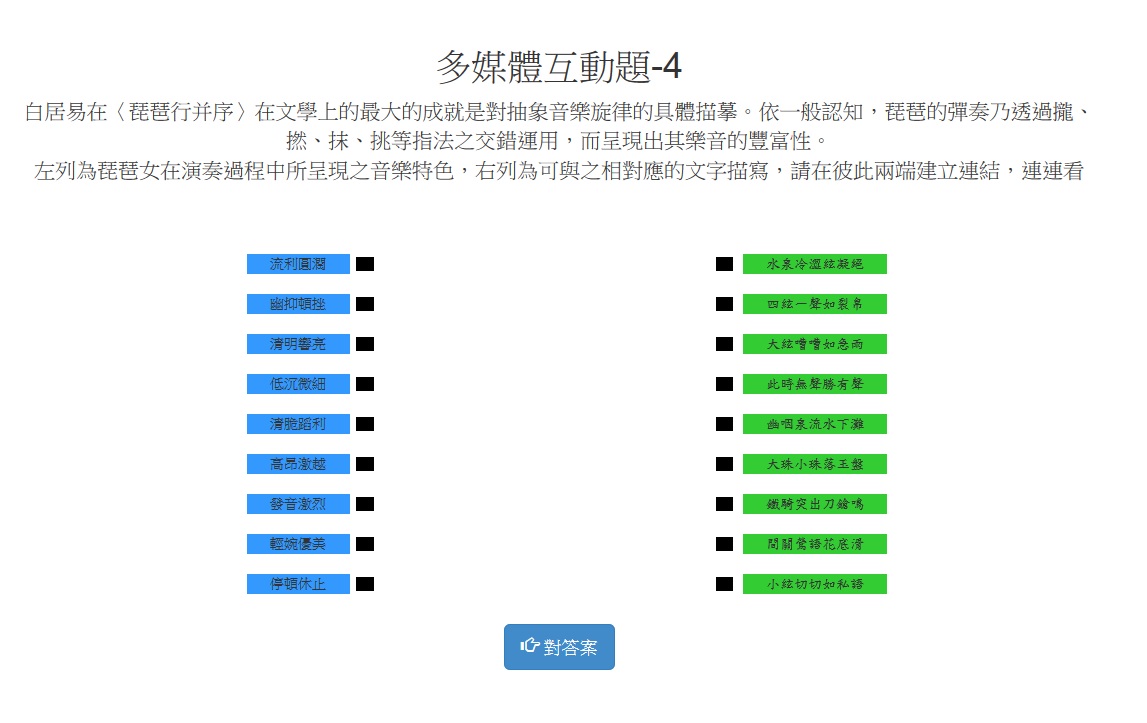 多媒體互動題-4
白居易在〈琵琶行并序〉在文學上的最大的成就是對抽象音樂旋律的具體描摹。依一般認知，琵琶的彈奏乃透過攏、
撚、抹、挑等指法之交錯運用，而呈現出其樂音的豐富性。
左列為琵琶女在演奏過程中所呈現之音樂特色，右列為可與之相對應的文字描寫，請在彼此兩端建立連結，連連看
流利圓潤 水泉冷澀絃凝絕
幽抑頓挫 四絃一聲如裂帛
清明響亮 大絃嘈嘈如急雨
低沉微細 此時無聲勝有聲
清脆蹈利 幽咽泉流水下灘
高昂激越 大珠小珠落玉盤
發音激烈 鐵騎突出刀鎗鳴
輕婉優美 間關鶯語花底滑
停頓休止 小絃切切如私語
對答案